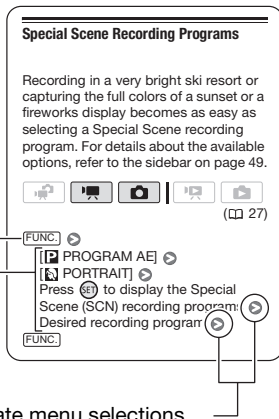 Special Scene Recording Programs
Recording in a very bright ski resort or
capturing the full colors of a sunset or a
fireworks display becomes as easy as
selecting a Special Scene recording
program. For details about the available
options, refer to the sidebar on page 49.
(27)
FUNC.
[P PROGRAM AE]
[PORTRAIT]
Press SET to display the Special
Scene (SCN) recording programs
Desired recording program
FUNC.
menu selections